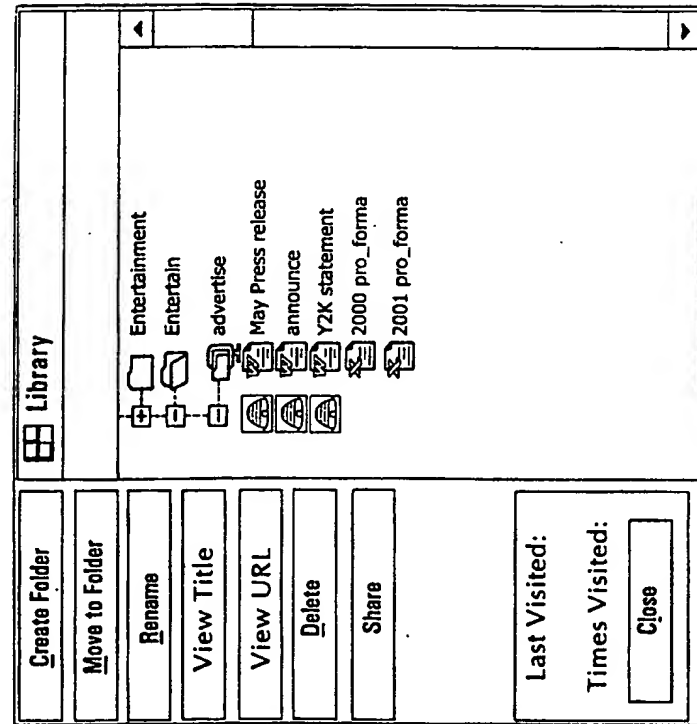 Create Folder
Move to Folder
Rename
View Title
View URL
Delete
Share
Last Visited:
Times Visited:
Close
Library
Entertainment
Entertain
advertise
May Press release
announce
Y2K statement
2000 pro_forma
2001 pro_forma